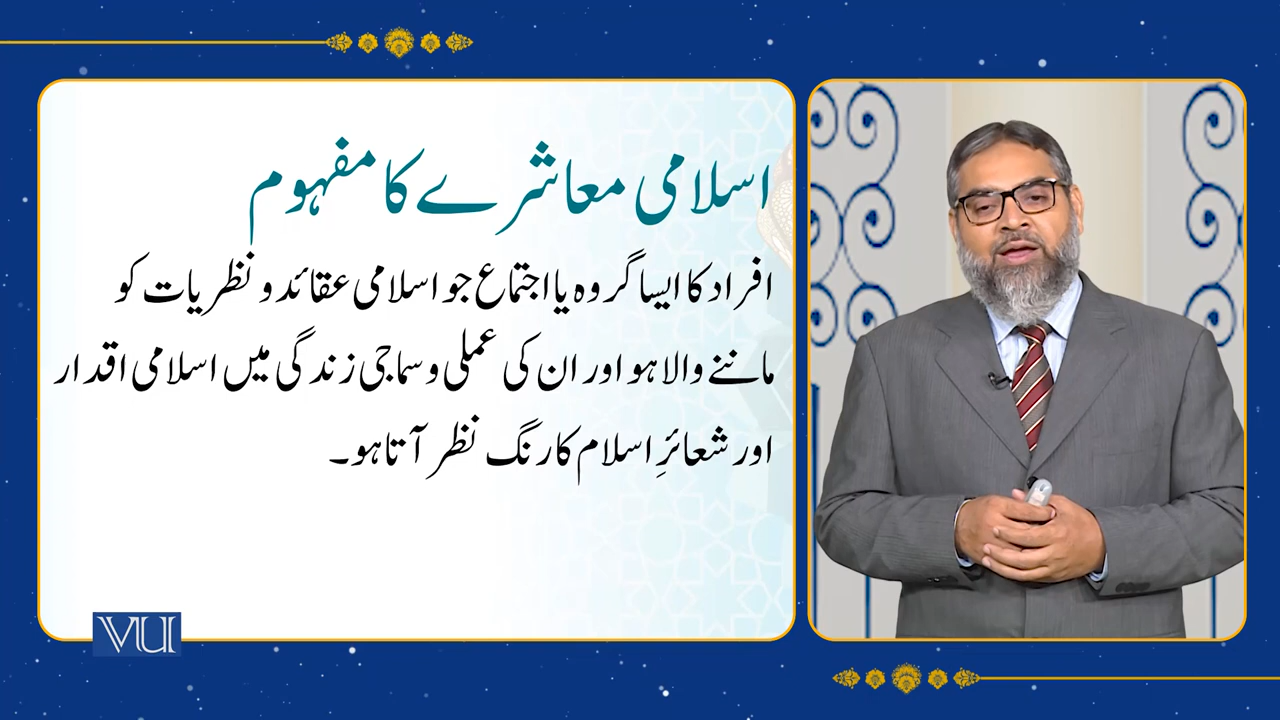 اسلامی معاشرے کا مفہوم
افراد کا ایسا گروہ یا اجتماع جو اسلامی عقائد و نظریات کو
ماننے والا ہو اور ان کی عملی و سماجی زندگی میں اسلامی اقدار
اور شعائرِ اسلام کا رنگ نظر آتا ہو۔
VU